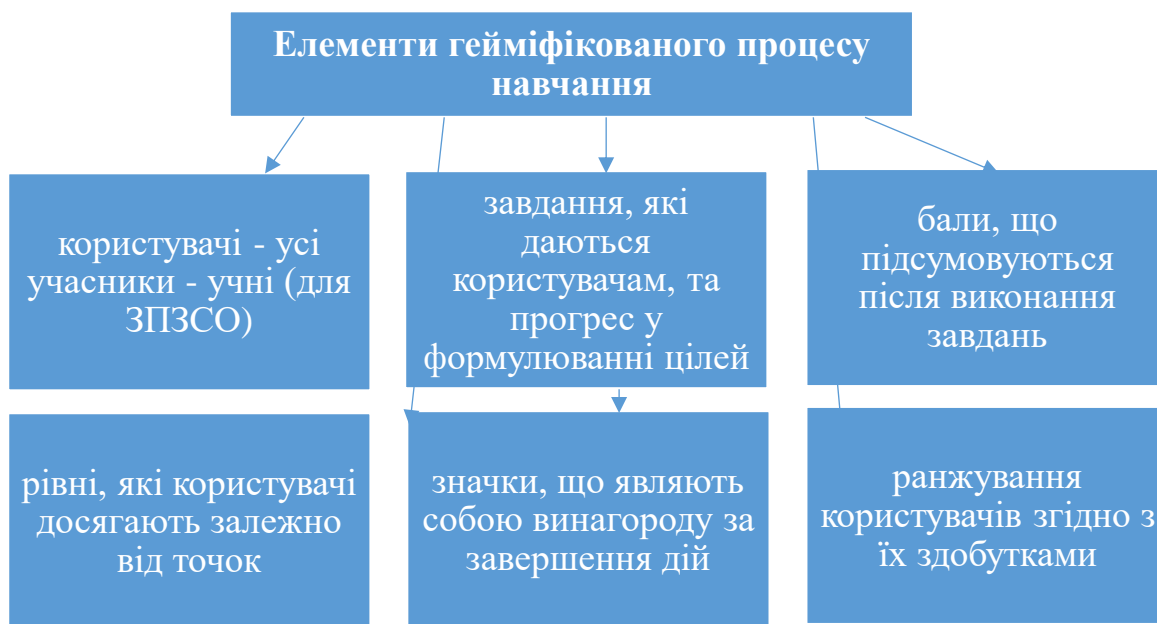 Елементи гейміфікованого процесу
навчання
користувачі - усі
учасники - учні (для
ЗПЗСО)
завдання, які
даються
користувачам, та
прогрес у
формулюванні цілей
бали, що
підсумовуються
після виконання
завдань
рівні, які користувачі
досягають залежно
від точок
значки, що являють
собою винагороду за
завершення дій
ранжування
користувачів згідно з
їх здобутками